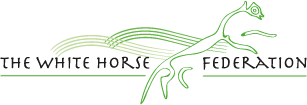 THE WHITE HORSE FEDERATION